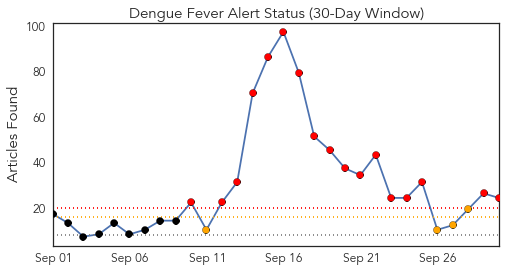 Dengue Fever Alert Status (30-Day Window)
Articles Found
100
80
60
40
20
Sep 01 Sep 06 Sep 11 Sep 16 Sep 21 Sep 26